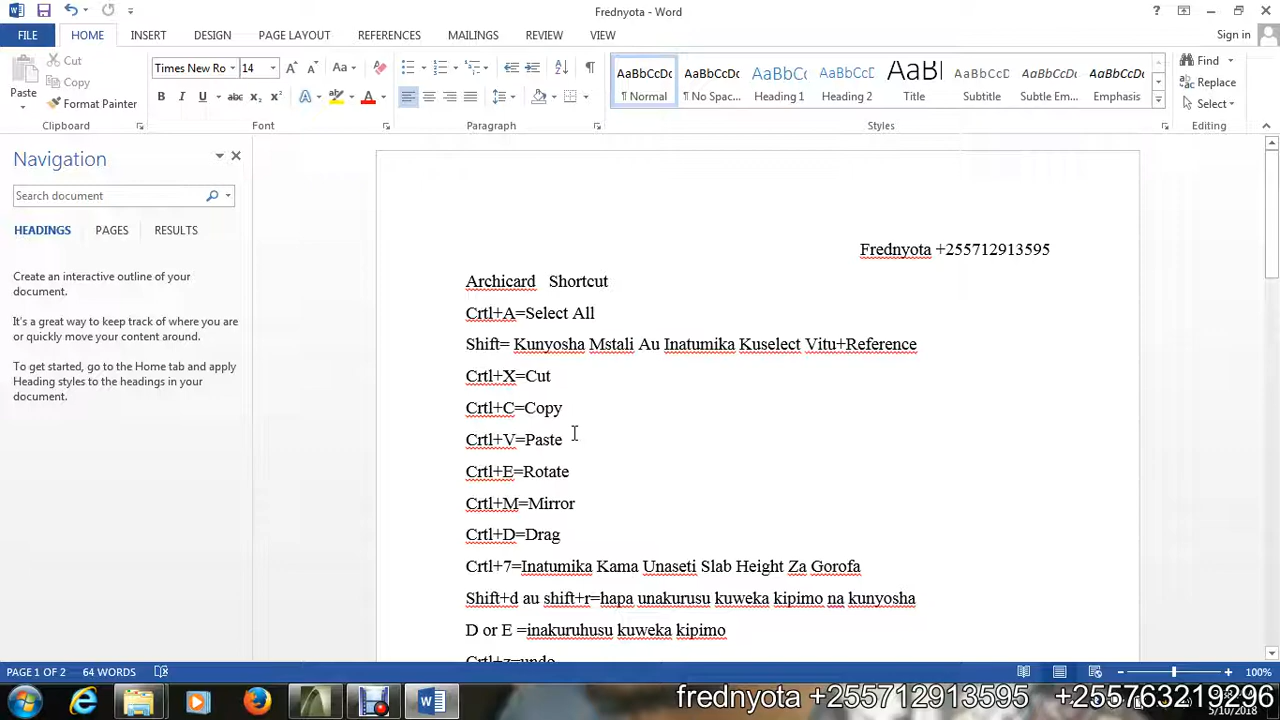 Frednyota - Word
Sign in
FILE HOME INSERT DESIGN PAGE LAYOUT REFERENCES MAILINGS REVIEW VIEW
Paste
Cut
Copy
Format Painter
Clipboard
Times New Ro 14
Font
Paragraph
AaBbCcDc AaBbCcDc AaBbCc AaBbCcC AaBl AaBbCcD AaBbCcDc AaBbCcDc
¶ Normal ¶ No Spac... Heading 1 Heading 2 Title Subtitle Subtle Em... Emphasis
Styles
Find
Replace
Select
Editing
Navigation
Search document
HEADINGS PAGES RESULTS
Create an interactive outline of your
document.
It's a great way to keep track of where you are
or quickly move your content around.
To get started, go to the Home tab and apply
Heading styles to the headings in your
document.
Frednyota +255712913595
Archicard Shortcut
Crtl+A=Select All
Shift= Kunyosha Mstali Au Inatumika Kuselect Vitu+Reference
Crtl+X=Cut
Crtl+C=Copy
Crtl+V=Paste
Crtl+E=Rotate
Crtl+M=Mirror
Crtl+D=Drag
Crtl+7=Inatumika Kama Unaseti Slab Height Za Gorofa
Shift+d au shift+r=hapa unakurusu kuweka kipimo na kunyosha
D or E =inakuruhusu kuweka kipimo
Crtl+z=undo
PAGE 1 OF 2 64 WORDS
100%
frednyota +255712913595 +255763219296
5/10/2018